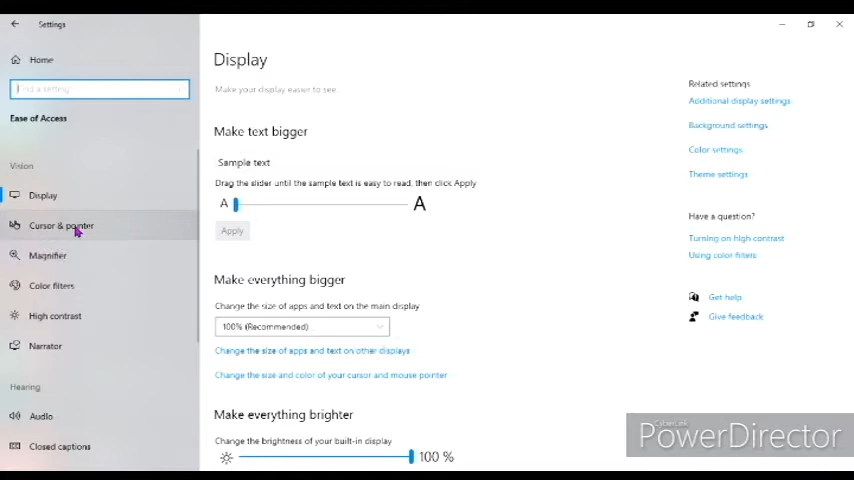 Settings
Home
Find a setting
Ease of Access
Vision
Display
Cursor & pointer
Magnifier
Color filters
High contrast
Narrator
Hearing
Audio
Closed captions
Display
Make your display easier to see.
Make text bigger
Sample text
Drag the slider until the sample text is easy to read, then click Apply
A A
Apply
Make everything bigger
Change the size of apps and text on the main display
100% (Recommended)
Change the size of apps and text on other displays
Change the size and color of your cursor and mouse pointer
Make everything brighter
Change the brightness of your built-in display
100 %
Related settings
Additional display settings
Background settings
Color settings
Theme settings
Have a question?
Turning on high contrast
Using color filters
Get help
Give feedback
CyberLink
PowerDirector